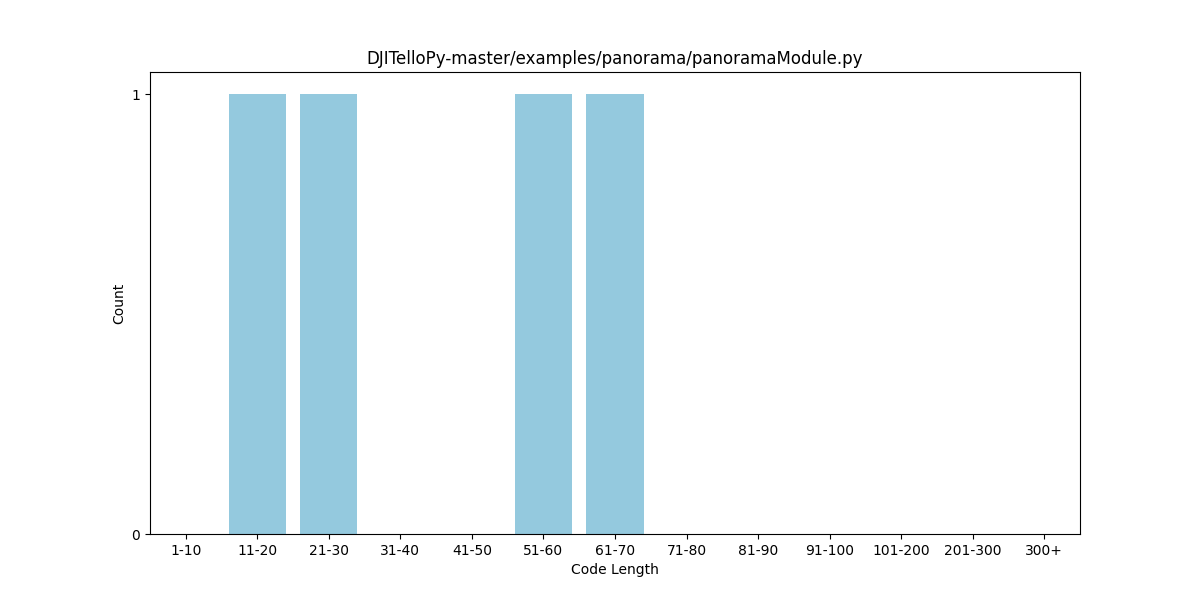 DJITelloPy-master/examples/panorama/panoramaModule.py
1
Count
0
1-10 11-20 21-30 31-40 41-50 51-60 61-70 71-80 81-90 91-100 101-200 201-300 300+
Code Length